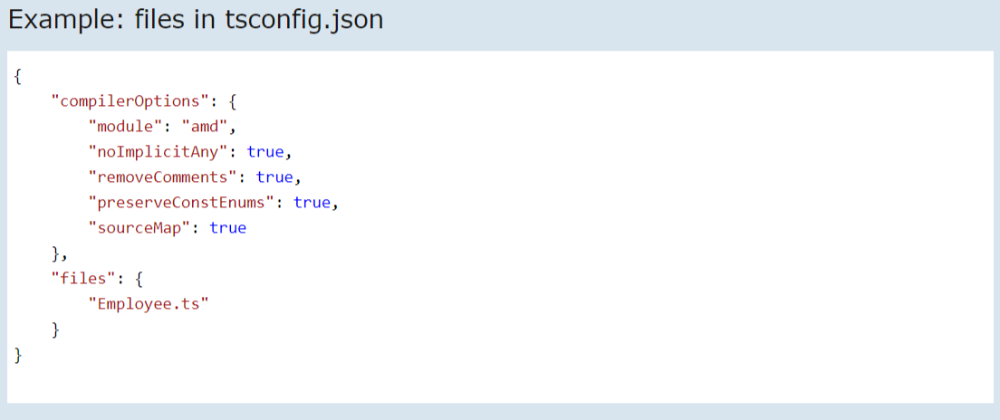 Example: files in tsconfig.json
{
    "compilerOptions": {
        "module": "amd",
        "noImplicitAny": true,
        "removeComments": true,
        "preserveConstEnums": true,
        "sourceMap": true
    },
    "files": {
        "Employee.ts"
    }
}